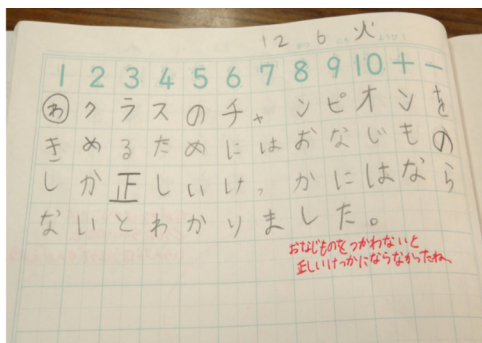 12 6 火
1 2 3 4 5 6 7 8 9 10 + −
わクラスのチャンピオンを
きめるためにはおなじもの
しか正しいけっかにはなら
ないとわかりました。
おなじものをつかわないと
正しいけっかにならなかったね。